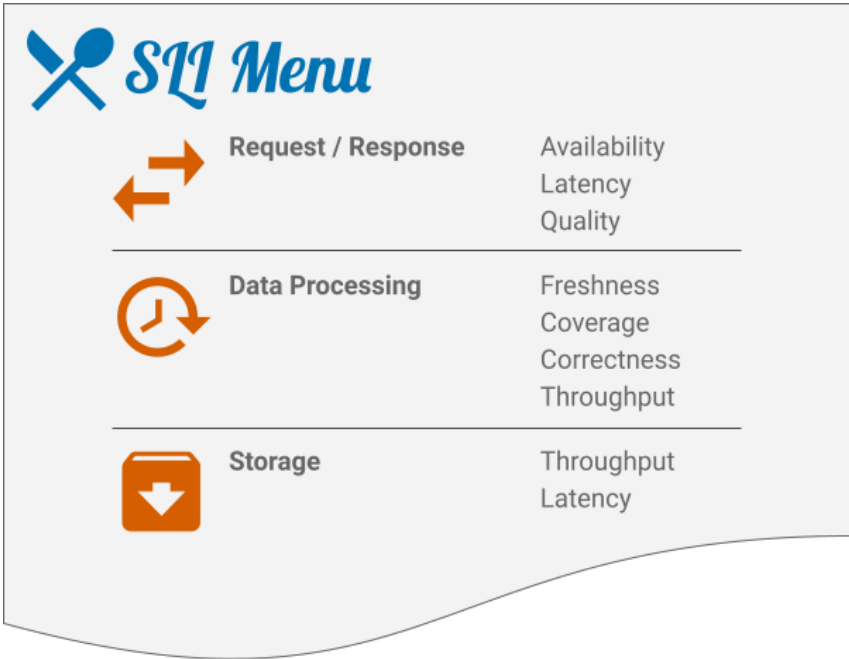 SLI Menu
Request / Response
Availability
Latency
Quality
Data Processing
Freshness
Coverage
Correctness
Throughput
Storage
Throughput
Latency